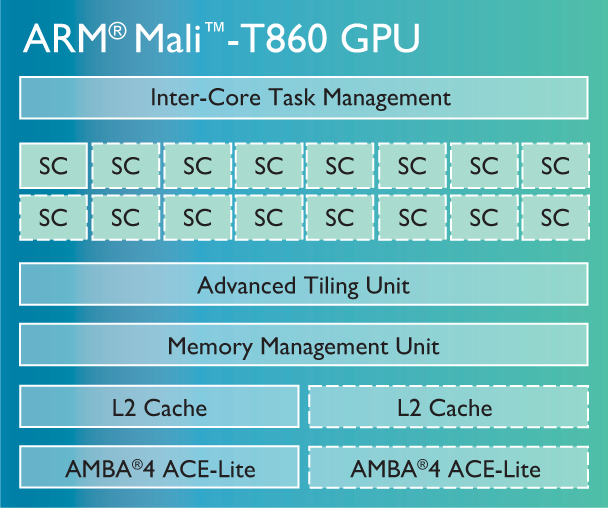 ARM® Mali™-T860 GPU
Inter-Core Task Management
SC SC SC SC SC SC SC SC
SC SC SC SC SC SC SC SC
Advanced Tiling Unit
Memory Management Unit
L2 Cache L2 Cache
AMBA®4 ACE-Lite AMBA®4 ACE-Lite